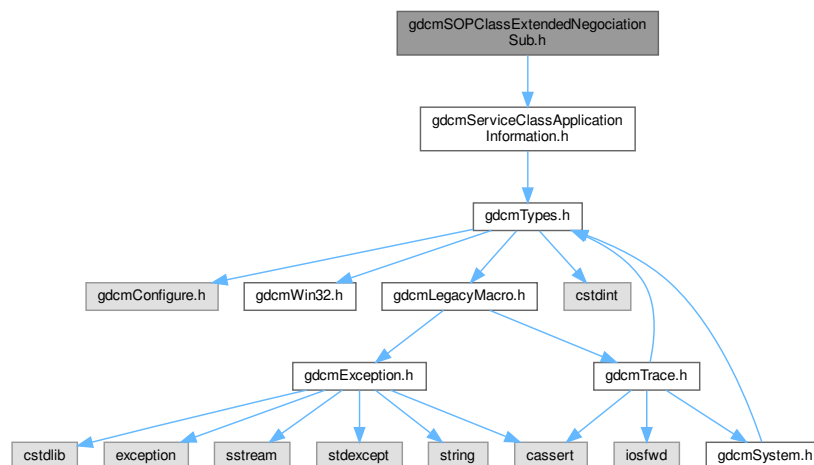 gdcmSOPClassExtendedNegociation
Sub.h
gdcmServiceClassApplication
Information.h
gdcmTypes.h
gdcmConfigure.h
gdcmWin32.h
gdcmLegacyMacro.h
cstdint
gdcmException.h
gdcmTrace.h
cstdlib
exception
sstream
stdexcept
string
cassert
iosfwd
gdcmSystem.h